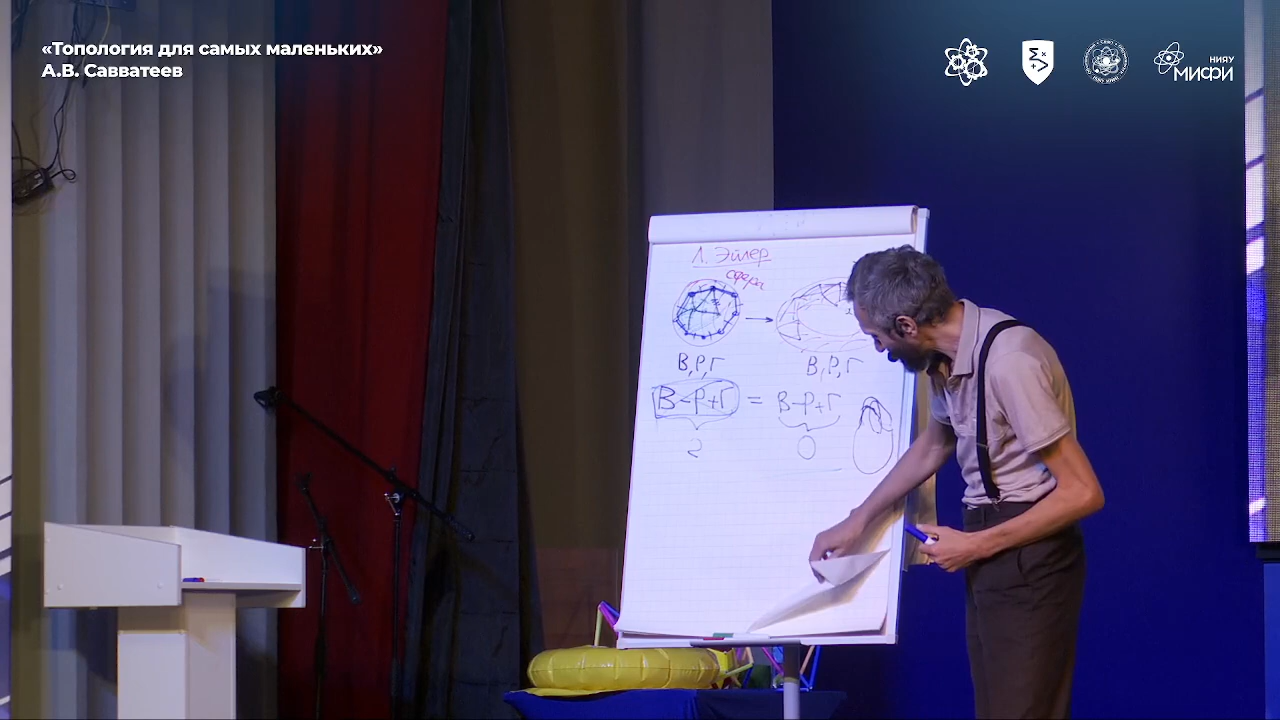 «Топология для самых маленьких»
А.В. Савватеев
НИЯУ
МИФИ
Л. Эйлер
сфера
В,Р,Г
В,Р,Г
В-Р+Г = В-Р+Г
2 0